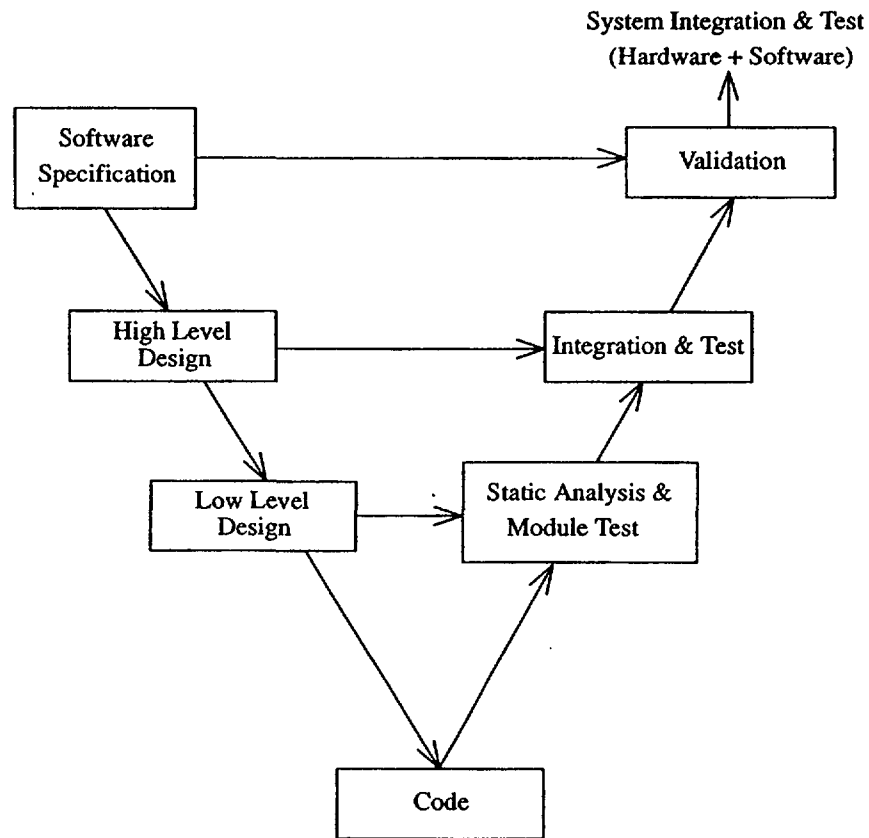 System Integration & Test
(Hardware + Software)
Software
Specification
Validation
High Level
Design
Integration & Test
Low Level
Design
Static Analysis &
Module Test
Code